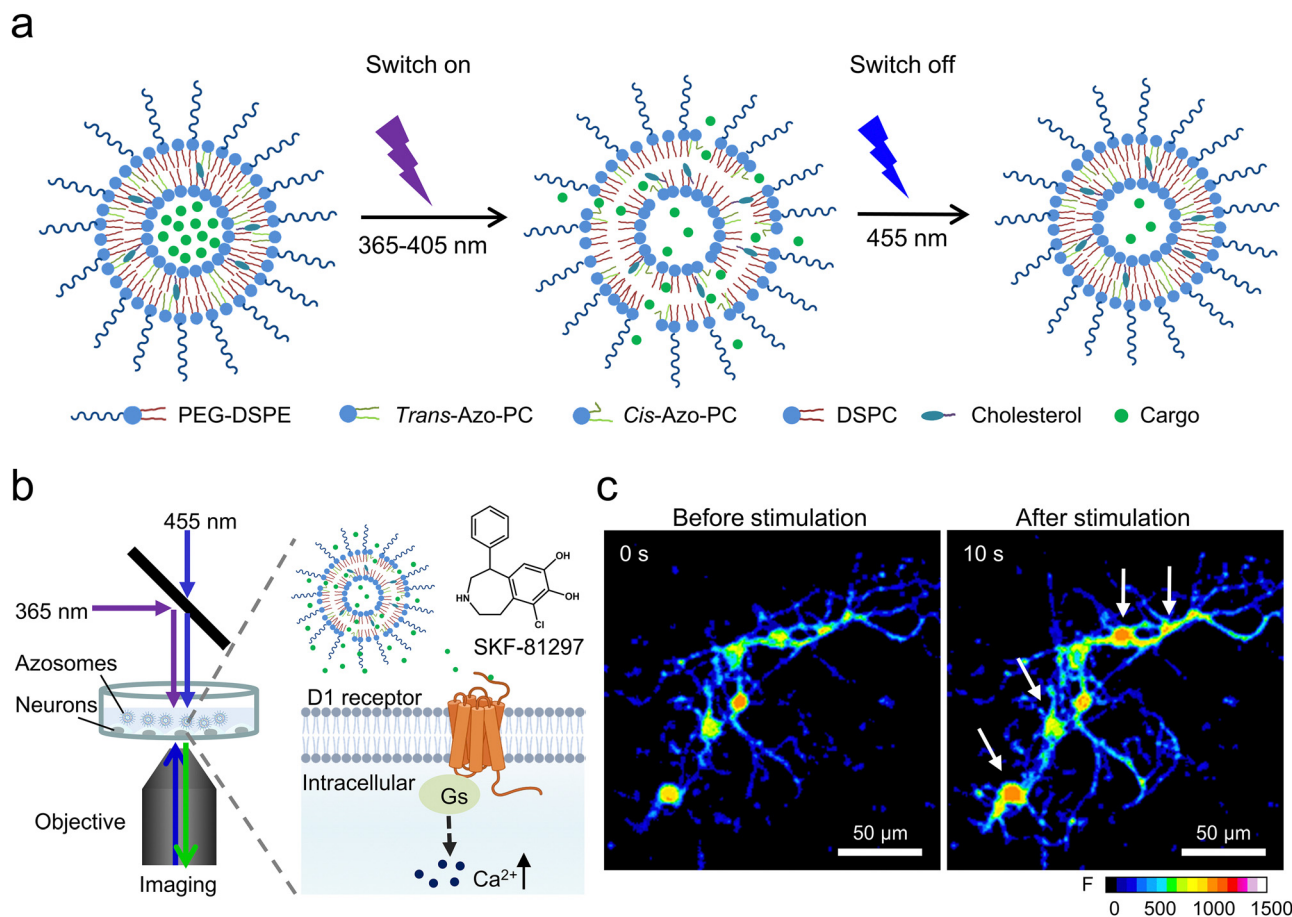 a
Switch on
Switch off
365-405 nm
455 nm
PEG-DSPE
Trans-Azo-PC
Cis-Azo-PC
DSPC
Cholesterol
Cargo
b
455 nm
365 nm
Azosomes
Neurons
Objective
Imaging
OH
OH
HN
Cl
SKF-81297
D1 receptor
Intracellular
Gs
Ca²⁺
c
Before stimulation
After stimulation
0 s
10 s
50 μm
50 μm
F
0 500 1000 1500